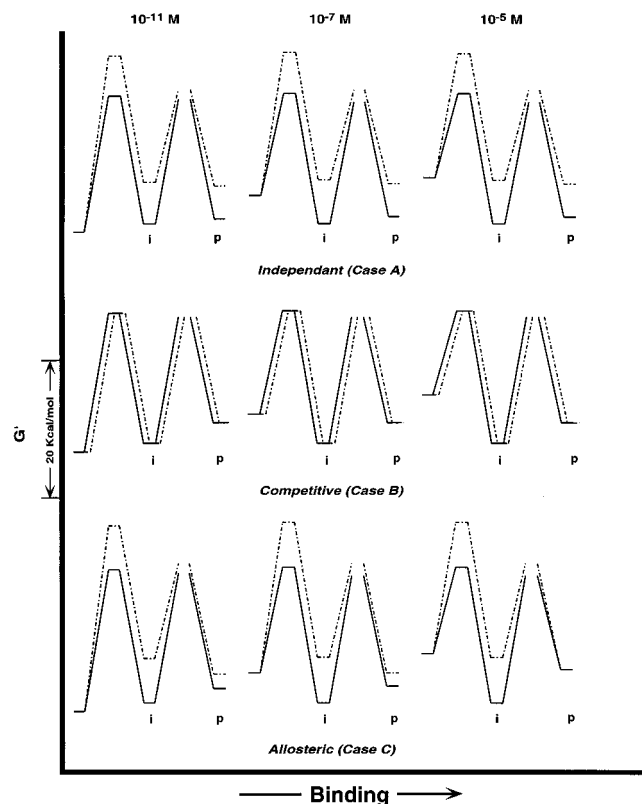 10-11 M 10-7 M 10-5 M
i p i p i p
Independant (Case A)
i p i p i p
Competitive (Case B)
G'
20 Kcal/mol
i p i p i p
Allosteric (Case C)
Binding